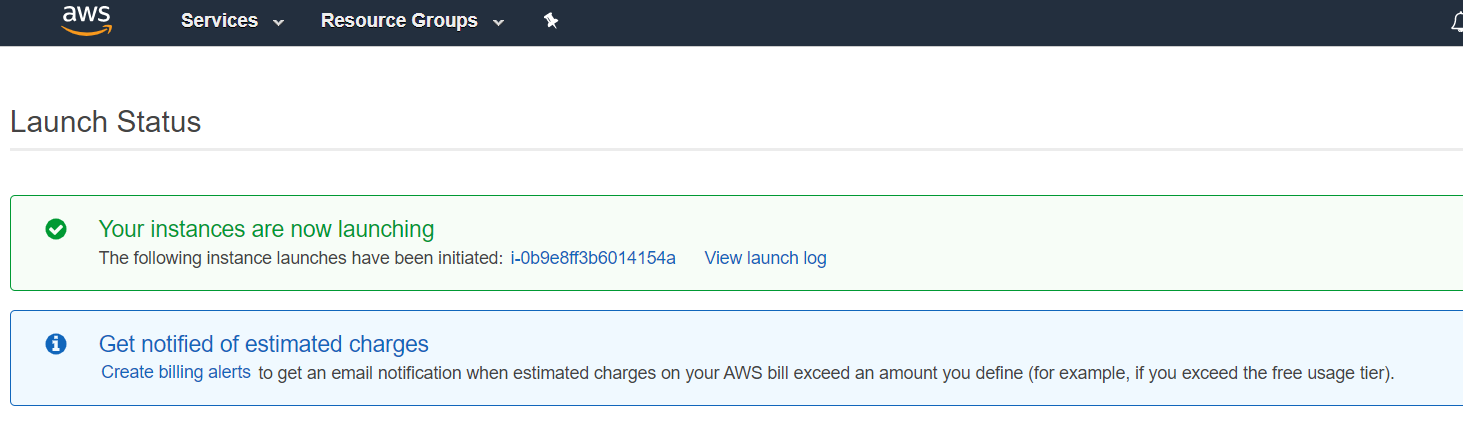 aws
Services
Resource Groups
Launch Status
Your instances are now launching
The following instance launches have been initiated: i-0b9e8ff3b6014154a View launch log
Get notified of estimated charges
Create billing alerts to get an email notification when estimated charges on your AWS bill exceed an amount you define (for example, if you exceed the free usage tier).